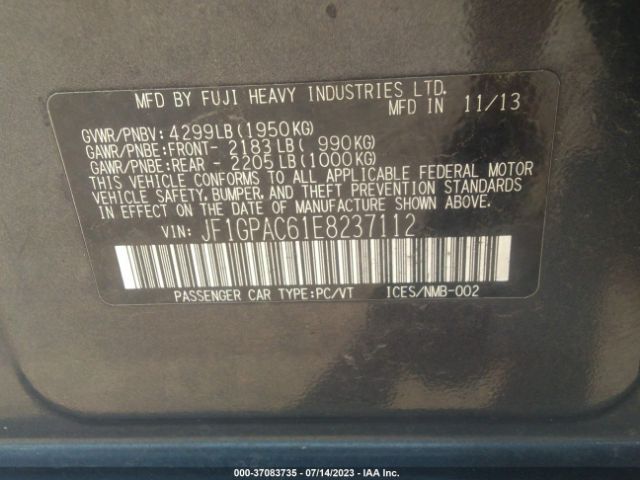 MFD BY FUJI HEAVY INDUSTRIES LTD.
MFD IN 11/13
GVWR/PNBV: 4299LB(1950KG)
GAWR/PNBE:FRONT- 2183LB( 990KG)
GAWR/PNBE:REAR - 2205LB(1000KG)
THIS VEHICLE CONFORMS TO ALL APPLICABLE FEDERAL MOTOR
VEHICLE SAFETY, BUMPER, AND THEFT PREVENTION STANDARDS
IN EFFECT ON THE DATE OF MANUFACTURE SHOWN ABOVE.
VIN: JF1GPAC61E8237112
PASSENGER CAR TYPE:PC/VT ICES/NMB-002
000-37083735 - 07/14/2023 - IAA Inc.